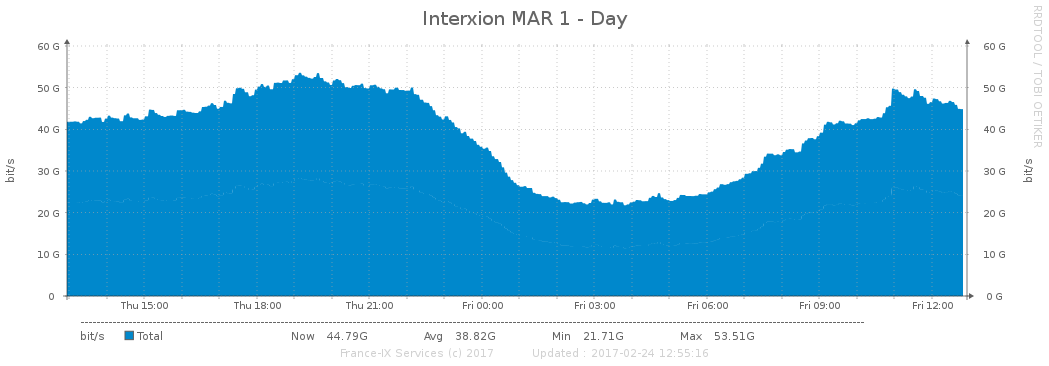 Interxion MAR 1 - Day
RRDTOOL / TOBI OETIKER
60 G 60 G
50 G 50 G
40 G 40 G
30 G 30 G
20 G 20 G
10 G 10 G
0 0 G
bit/s
bit/s
Thu 15:00 Thu 18:00 Thu 21:00 Fri 00:00 Fri 03:00 Fri 06:00 Fri 09:00 Fri 12:00
bit/s Total Now 44.79G Avg 38.82G Min 21.71G Max 53.51G
France-IX Services (c) 2017 Updated : 2017-02-24 12:55:16